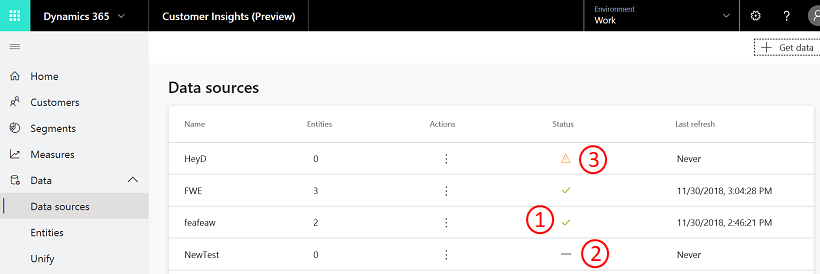 Dynamics 365
Customer Insights (Preview)
Environment
Work
?
Get data
Home
Customers
Segments
Measures
Data
Data sources
Entities
Unify
Data sources
Name Entities Actions Status Last refresh
HeyD 0 3 Never
FWE 3 11/30/2018, 3:04:28 PM
feafeaw 2 1 11/30/2018, 2:46:21 PM
NewTest 0 2 Never